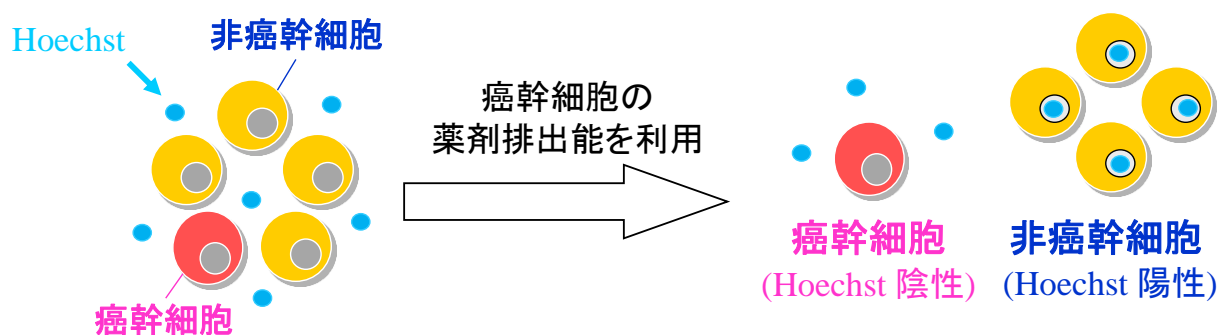 Hoechst
非癌幹細胞
癌幹細胞
癌幹細胞の
薬剤排出能を利用
癌幹細胞
(Hoechst 陰性)
非癌幹細胞
(Hoechst 陽性)